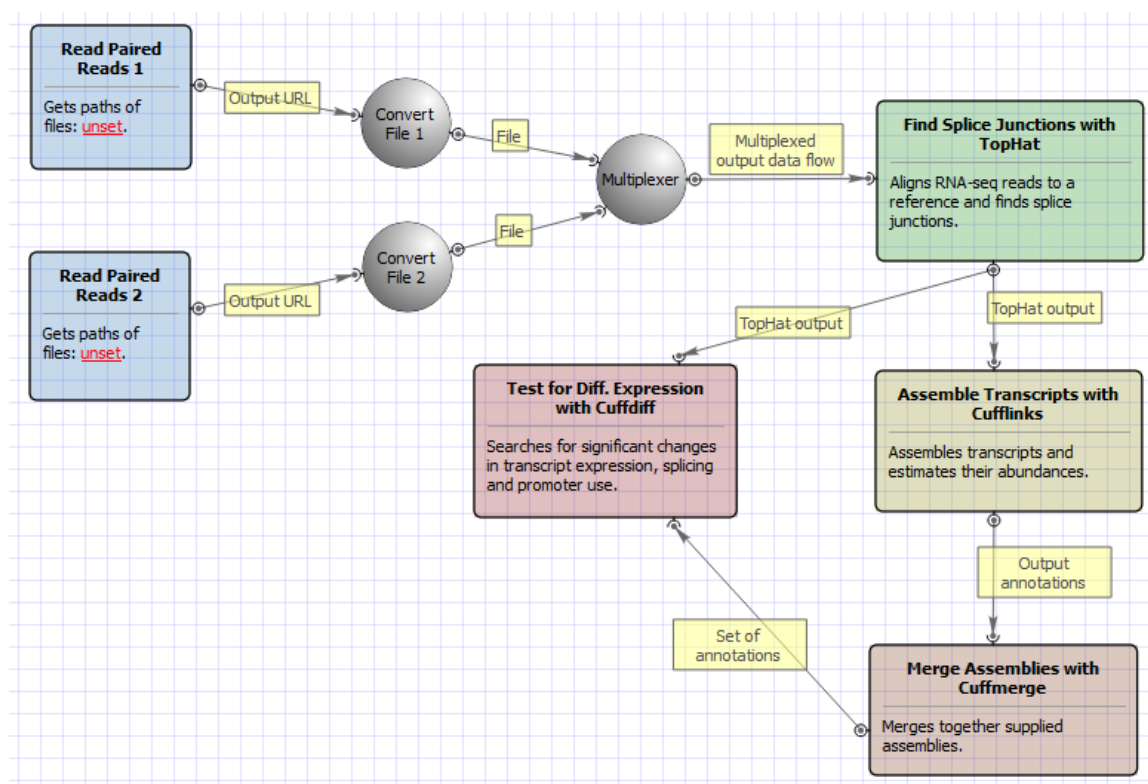 Read Paired
Reads 1
Gets paths of
files: unset.
Output URL
Convert
File 1
File
Multiplexer
Multiplexed
output data flow
Find Splice Junctions with
TopHat
Aligns RNA-seq reads to a
reference and finds splice
junctions.
Read Paired
Reads 2
Gets paths of
files: unset.
Output URL
Convert
File 2
File
TopHat output
TopHat output
Test for Diff. Expression
with Cuffdiff
Searches for significant changes
in transcript expression, splicing
and promoter use.
Assemble Transcripts with
Cufflinks
Assembles transcripts and
estimates their abundances.
Output
annotations
Set of
annotations
Merge Assemblies with
Cuffmerge
Merges together supplied
assemblies.